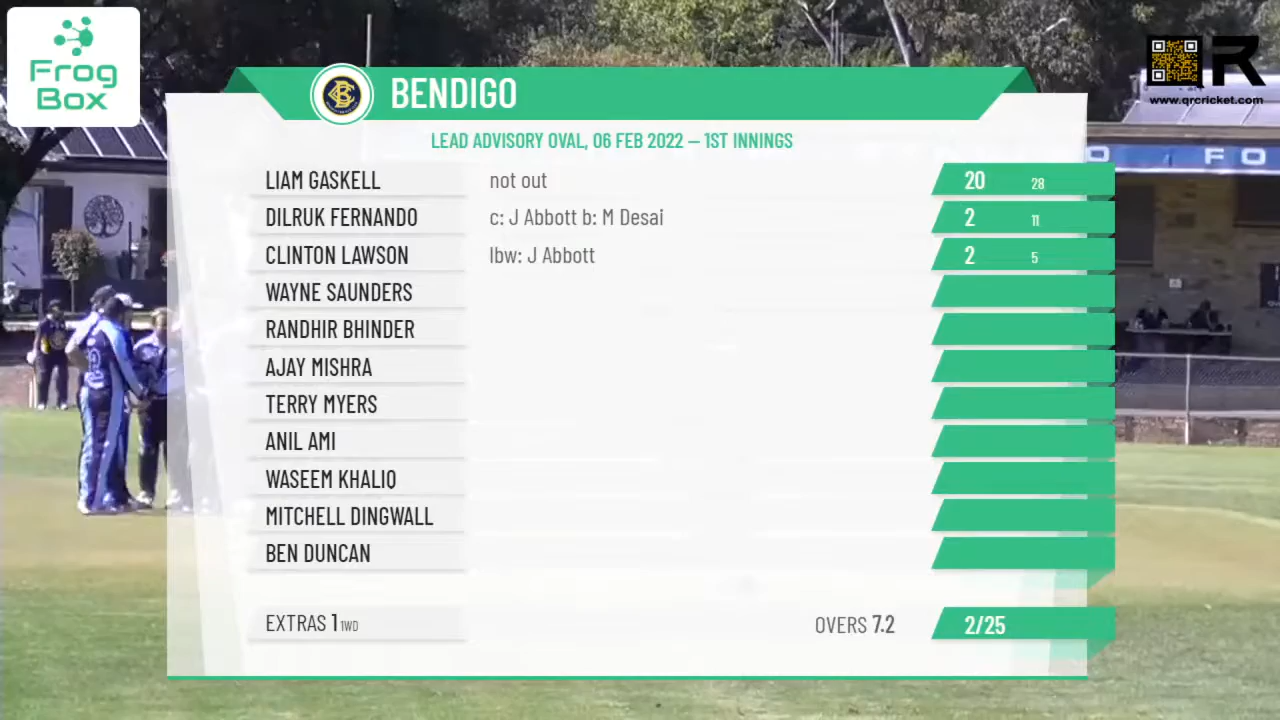 Frog
Box
BENDIGO
LEAD ADVISORY OVAL, 06 FEB 2022 – 1ST INNINGS
LIAM GASKELL not out 20 28
DILRUK FERNANDO c: J Abbott b: M Desai 2 11
CLINTON LAWSON lbw: J Abbott 2 5
WAYNE SAUNDERS
RANDHIR BHINDER
AJAY MISHRA
TERRY MYERS
ANIL AMI
WASEEM KHALIQ
MITCHELL DINGWALL
BEN DUNCAN
EXTRAS 1 1WD OVERS 7.2 2/25
R
www.qrcricket.com
FO